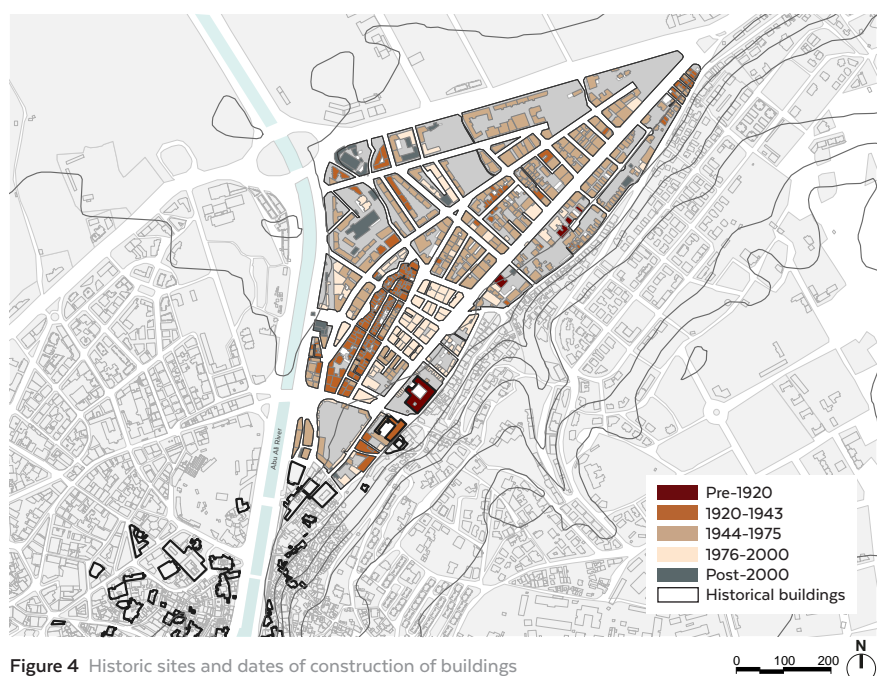 Abu Ali River
Pre-1920
1920-1943
1944-1975
1976-2000
Post-2000
Historical buildings
Figure 4 Historic sites and dates of construction of buildings
0 100 200
N